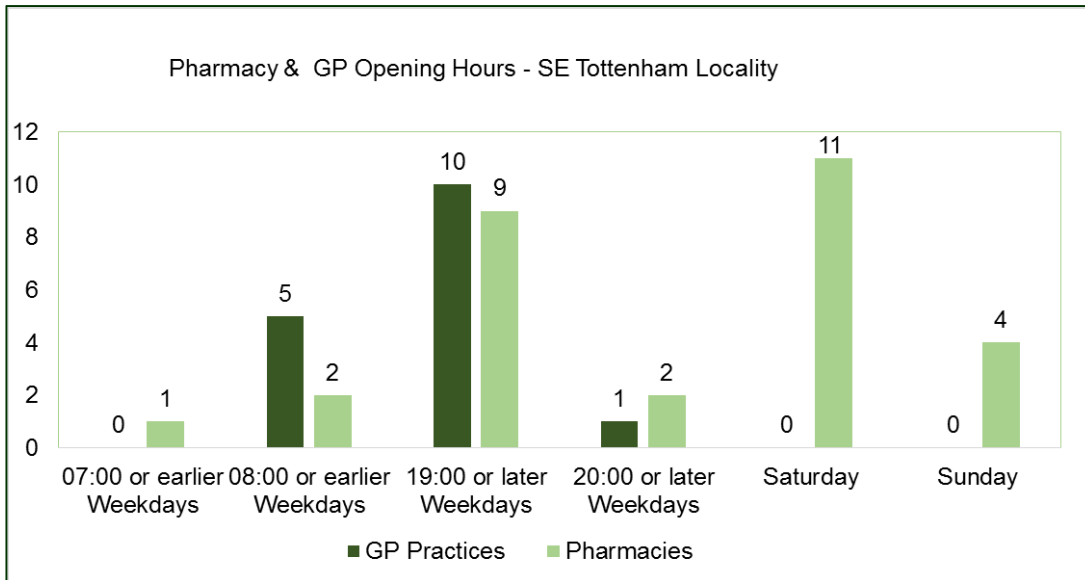 Pharmacy & GP Opening Hours - SE Tottenham Locality
12
10
8
6
4
2
0
0
1
5
2
10
9
1
2
0
11
0
4
07:00 or earlier
Weekdays
08:00 or earlier
Weekdays
19:00 or later
Weekdays
20:00 or later
Weekdays
Saturday
Sunday
GP Practices
Pharmacies